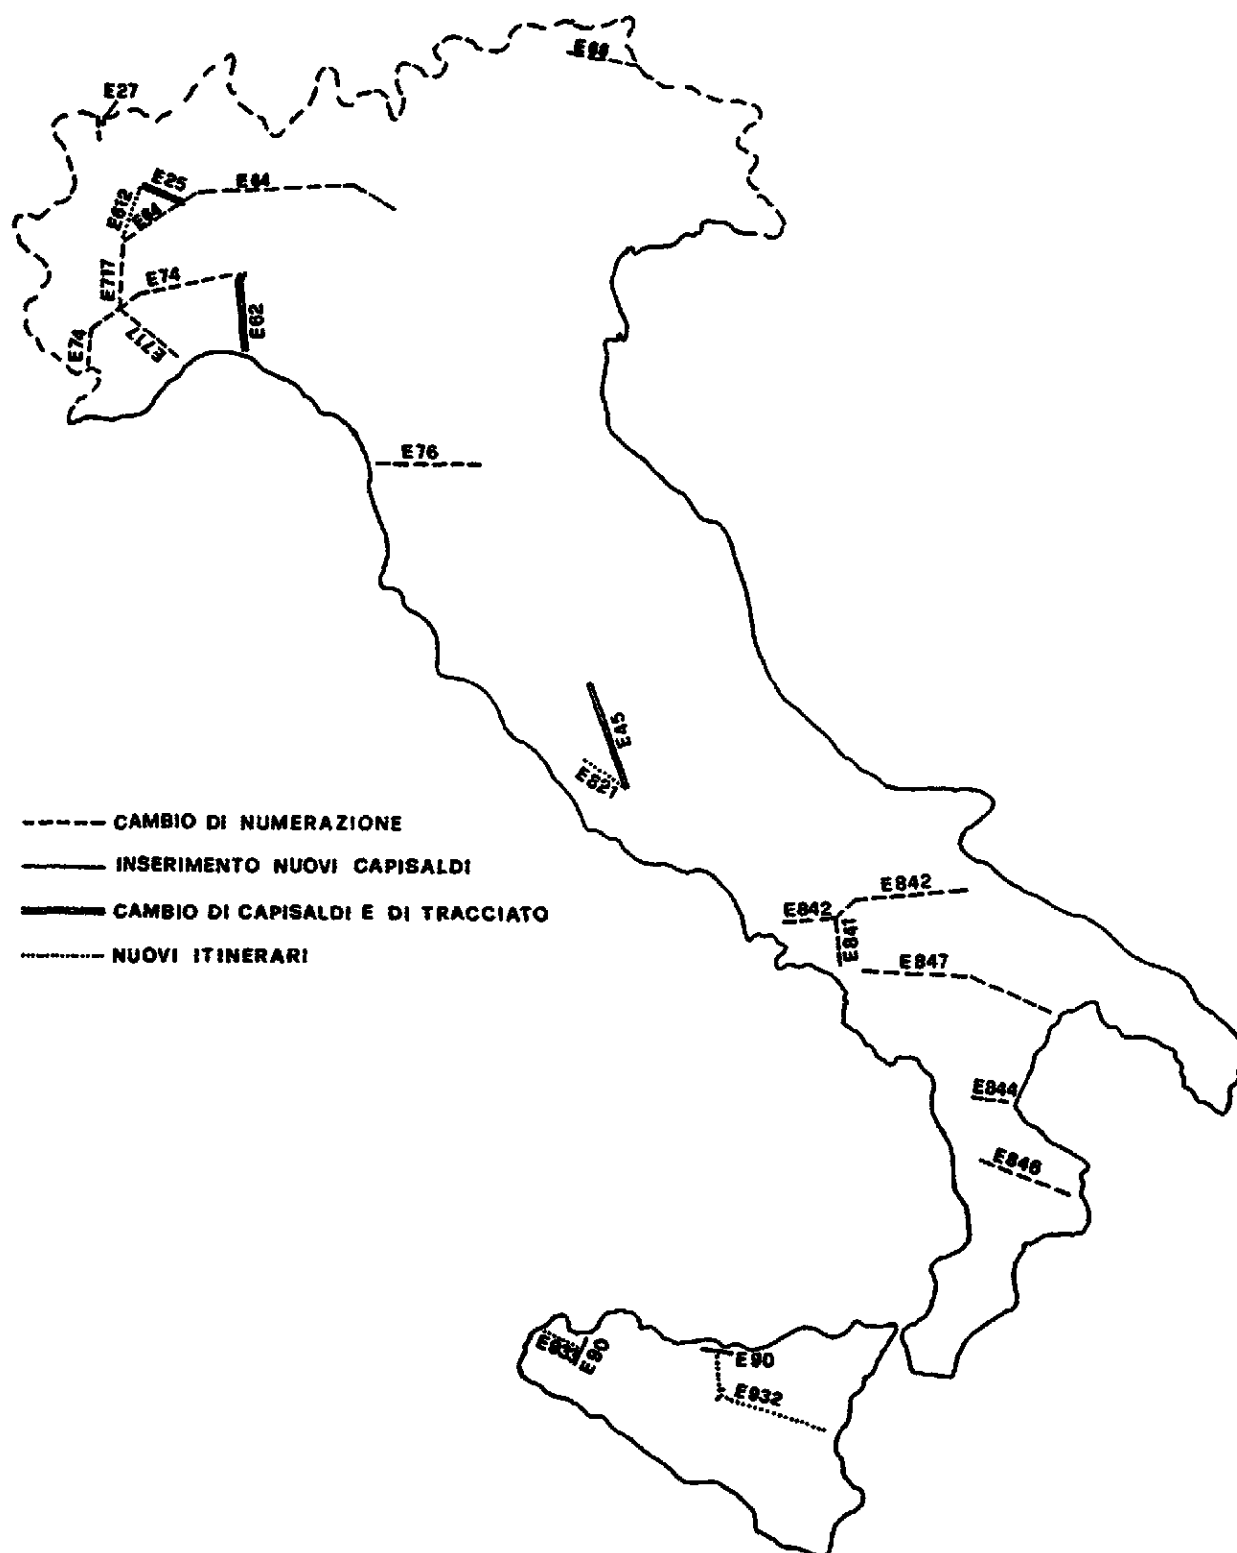 E66
E27
E25
E64
E612
E64
E717
E74
E74
E717
E62
E76
E45
E821
CAMBIO DI NUMERAZIONE
INSERIMENTO NUOVI CAPISALDI
CAMBIO DI CAPISALDI E DI TRACCIATO
NUOVI ITINERARI
E842
E842
E841
E847
E844
E846
E933
E90
E90
E932